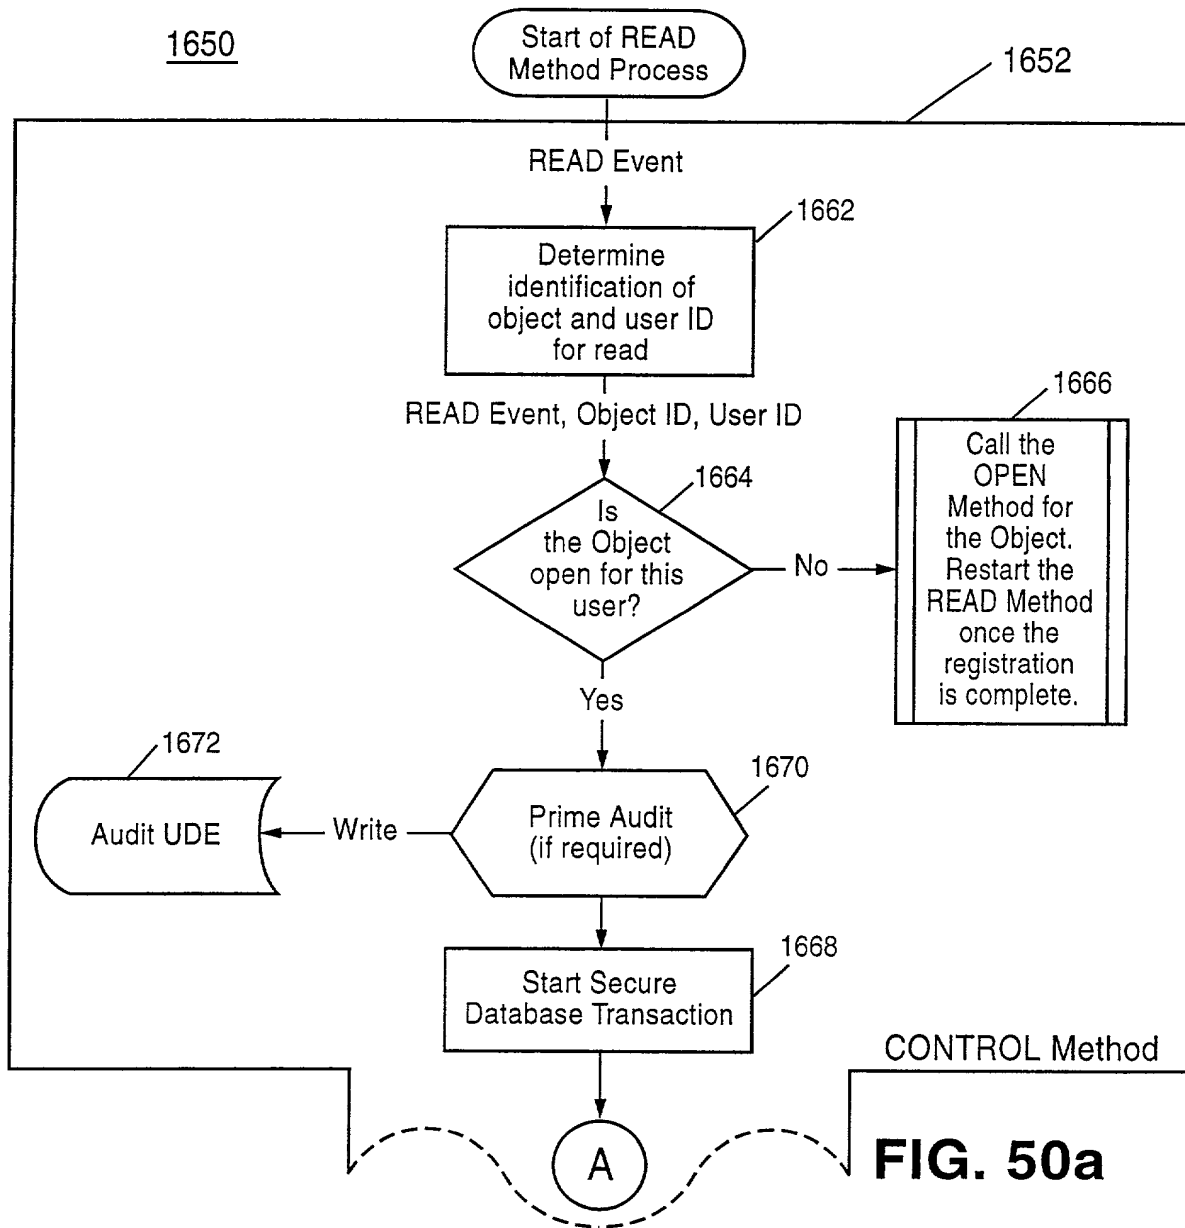 1650
Start of READ
Method Process
1652
READ Event
1662
Determine
identification of
object and user ID
for read
READ Event, Object ID, User ID
1666
Call the
OPEN
Method for
the Object.
Restart the
READ Method
once the
registration
is complete.
1664
Is
the Object
open for this
user?
No
Yes
1672
Audit UDE
Write
1670
Prime Audit
(if required)
1668
Start Secure
Database Transaction
CONTROL Method
A
FIG. 50a